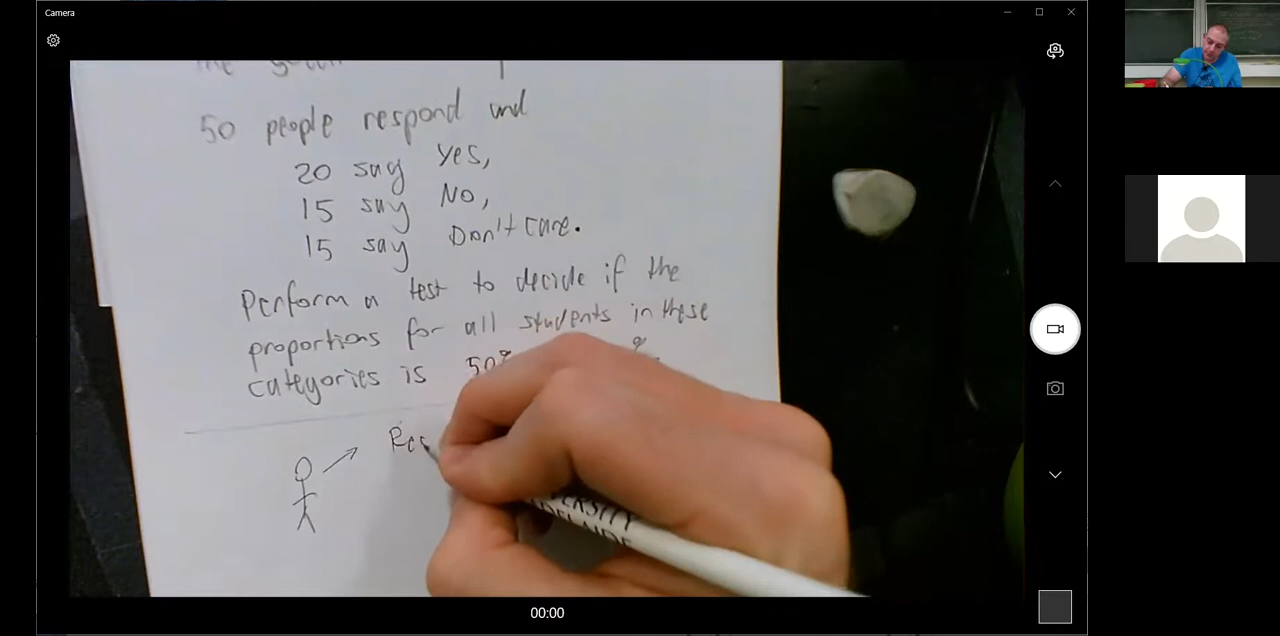 Camera
50 people respond and
20 say Yes,
15 say No,
15 say Don't care.
Perform a test to decide if the
proportions for all students in these
categories is 50%
Res
00:00